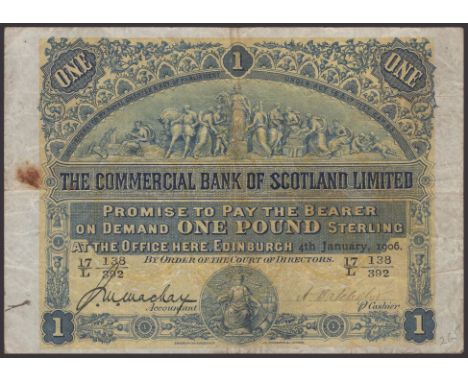 ONE 1 ONE
THE COMMERCIAL BANK OF SCOTLAND LIMITED
PROMISE TO PAY THE BEARER
ON DEMAND ONE POUND STERLING
AT THE OFFICE HERE, EDINBURGH 4th January, 1906.
17/L 138/392 BY ORDER OF THE COURT OF DIRECTORS. 17/L 138/392
Accountant p Cashier
1 1